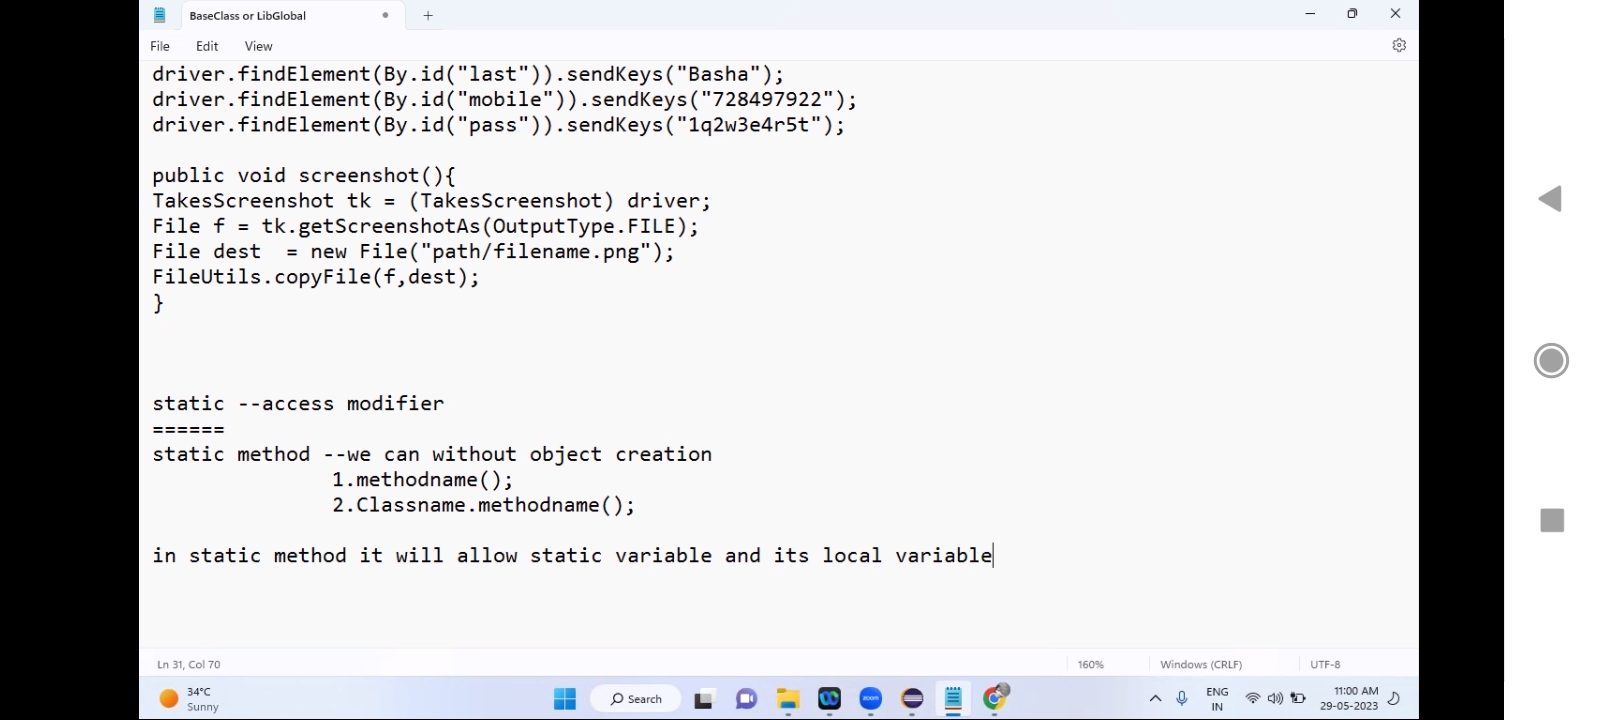 BaseClass or LibGlobal
File Edit View
driver.findElement(By.id("last")).sendKeys("Basha");
driver.findElement(By.id("mobile")).sendKeys("728497922");
driver.findElement(By.id("pass")).sendKeys("1q2w3e4r5t");
public void screenshot(){
TakesScreenshot tk = (TakesScreenshot) driver;
File f = tk.getScreenshotAs(OutputType.FILE);
File dest  = new File("path/filename.png");
FileUtils.copyFile(f,dest);
}
static --access modifier
======
static method --we can without object creation
1.methodname();
2.Classname.methodname();
in static method it will allow static variable and its local variable
Ln 31, Col 70 160% Windows (CRLF) UTF-8
34°C
Sunny
Search
zoom
ENG
IN
11:00 AM
29-05-2023